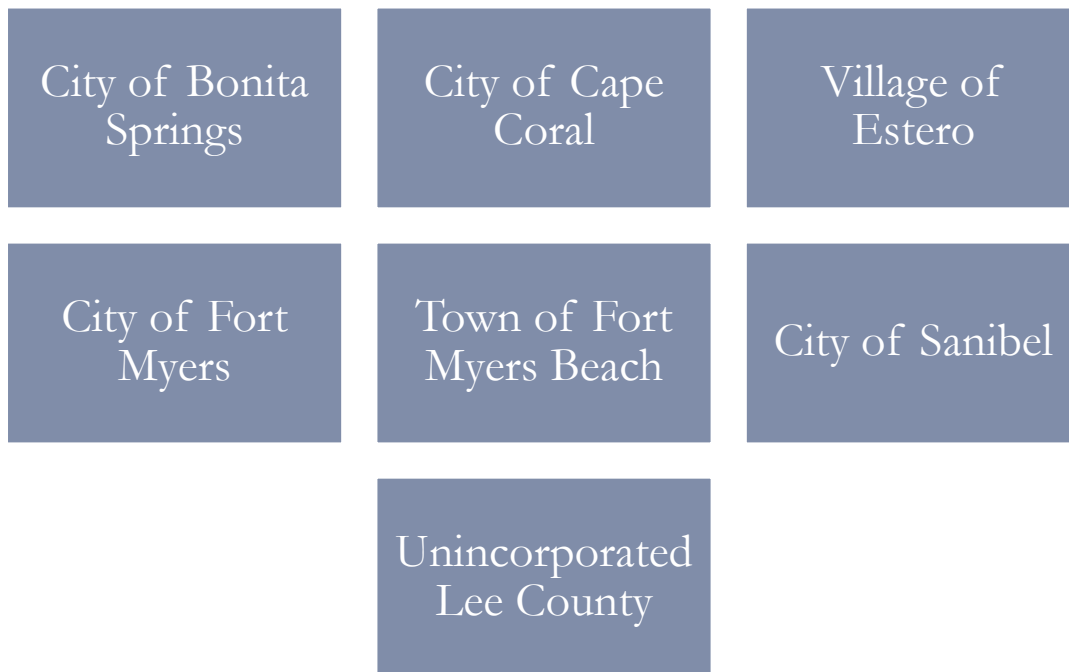 City of Bonita
Springs
City of Cape
Coral
Village of
Estero
City of Fort
Myers
Town of Fort
Myers Beach
City of Sanibel
Unincorporated
Lee County